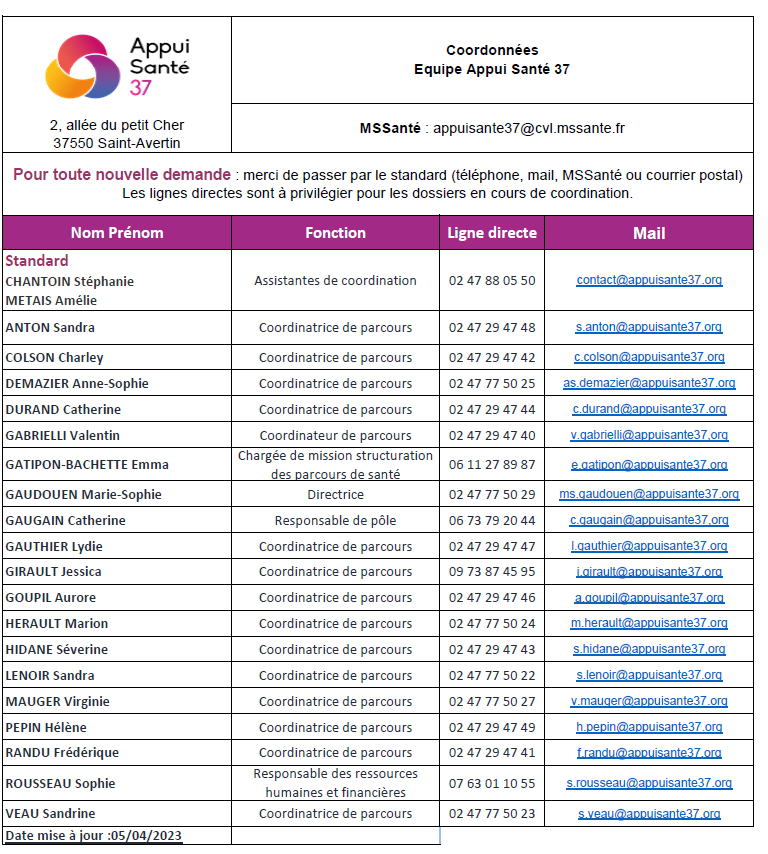 Appui
Santé
37
2, allée du petit Cher
37550 Saint-Avertin
Coordonnées
Equipe Appui Santé 37
MSSanté : appuisante37@cvl.mssante.fr
Pour toute nouvelle demande : merci de passer par le standard (téléphone, mail, MSSanté ou courrier postal)
Les lignes directes sont à privilégier pour les dossiers en cours de coordination.
Nom Prénom Fonction Ligne directe Mail
Standard
CHANTOIN Stéphanie
METAIS Amélie
Assistantes de coordination 02 47 88 05 50 contact@appuisante37.org
ANTON Sandra Coordinatrice de parcours 02 47 29 47 48 s.anton@appuisante37.org
COLSON Charley Coordinatrice de parcours 02 47 29 47 42 c.colson@appuisante37.org
DEMAZIER Anne-Sophie Coordinatrice de parcours 02 47 77 50 25 as.demazier@appuisante37.org
DURAND Catherine Coordinatrice de parcours 02 47 29 47 44 c.durand@appuisante37.org
GABRIELLI Valentin Coordinateur de parcours 02 47 29 47 40 v.gabrielli@appuisante37.org
GATIPON-BACHETTE Emma Chargée de mission structuration
des parcours de santé 06 11 27 89 87 e.gatipon@appuisante37.org
GAUDOUEN Marie-Sophie Directrice 02 47 77 50 29 ms.gaudouen@appuisante37.org
GAUGAIN Catherine Responsable de pôle 06 73 79 20 44 c.gaugain@appuisante37.org
GAUTHIER Lydie Coordinatrice de parcours 02 47 29 47 47 l.gauthier@appuisante37.org
GIRAULT Jessica Coordinatrice de parcours 09 73 87 45 95 j.girault@appuisante37.org
GOUPIL Aurore Coordinatrice de parcours 02 47 29 47 46 a.goupil@appuisante37.org
HERAULT Marion Coordinatrice de parcours 02 47 77 50 24 m.herault@appuisante37.org
HIDANE Séverine Coordinatrice de parcours 02 47 29 47 43 s.hidane@appuisante37.org
LENOIR Sandra Coordinatrice de parcours 02 47 77 50 22 s.lenoir@appuisante37.org
MAUGER Virginie Coordinatrice de parcours 02 47 77 50 27 v.mauger@appuisante37.org
PEPIN Hélène Coordinatrice de parcours 02 47 29 47 49 h.pepin@appuisante37.org
RANDU Frédérique Coordinatrice de parcours 02 47 29 47 41 f.randu@appuisante37.org
ROUSSEAU Sophie Responsable des ressources
humaines et financières 07 63 01 10 55 s.rousseau@appuisante37.org
VEAU Sandrine Coordinatrice de parcours 02 47 77 50 23 s.veau@appuisante37.org
Date mise à jour :05/04/2023